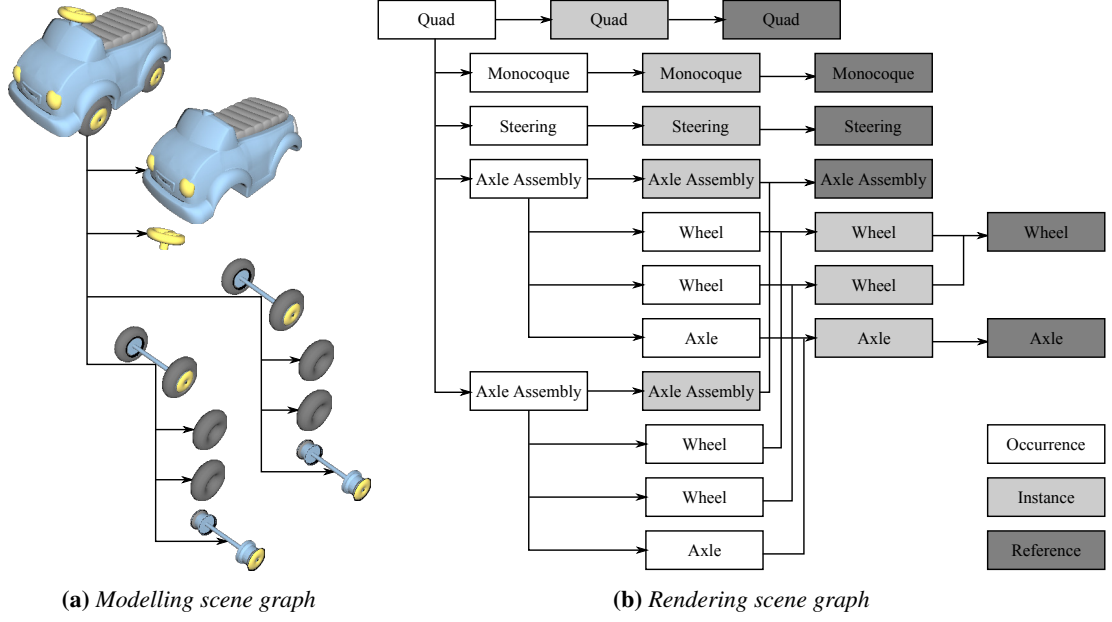 Quad Quad Quad
Monocoque Monocoque Monocoque
Steering Steering Steering
Axle Assembly Axle Assembly Axle Assembly
Wheel Wheel Wheel
Wheel Wheel
Axle Axle Axle
Axle Assembly Axle Assembly
Wheel Occurrence
Wheel Instance
Axle Reference
(a) Modelling scene graph
(b) Rendering scene graph